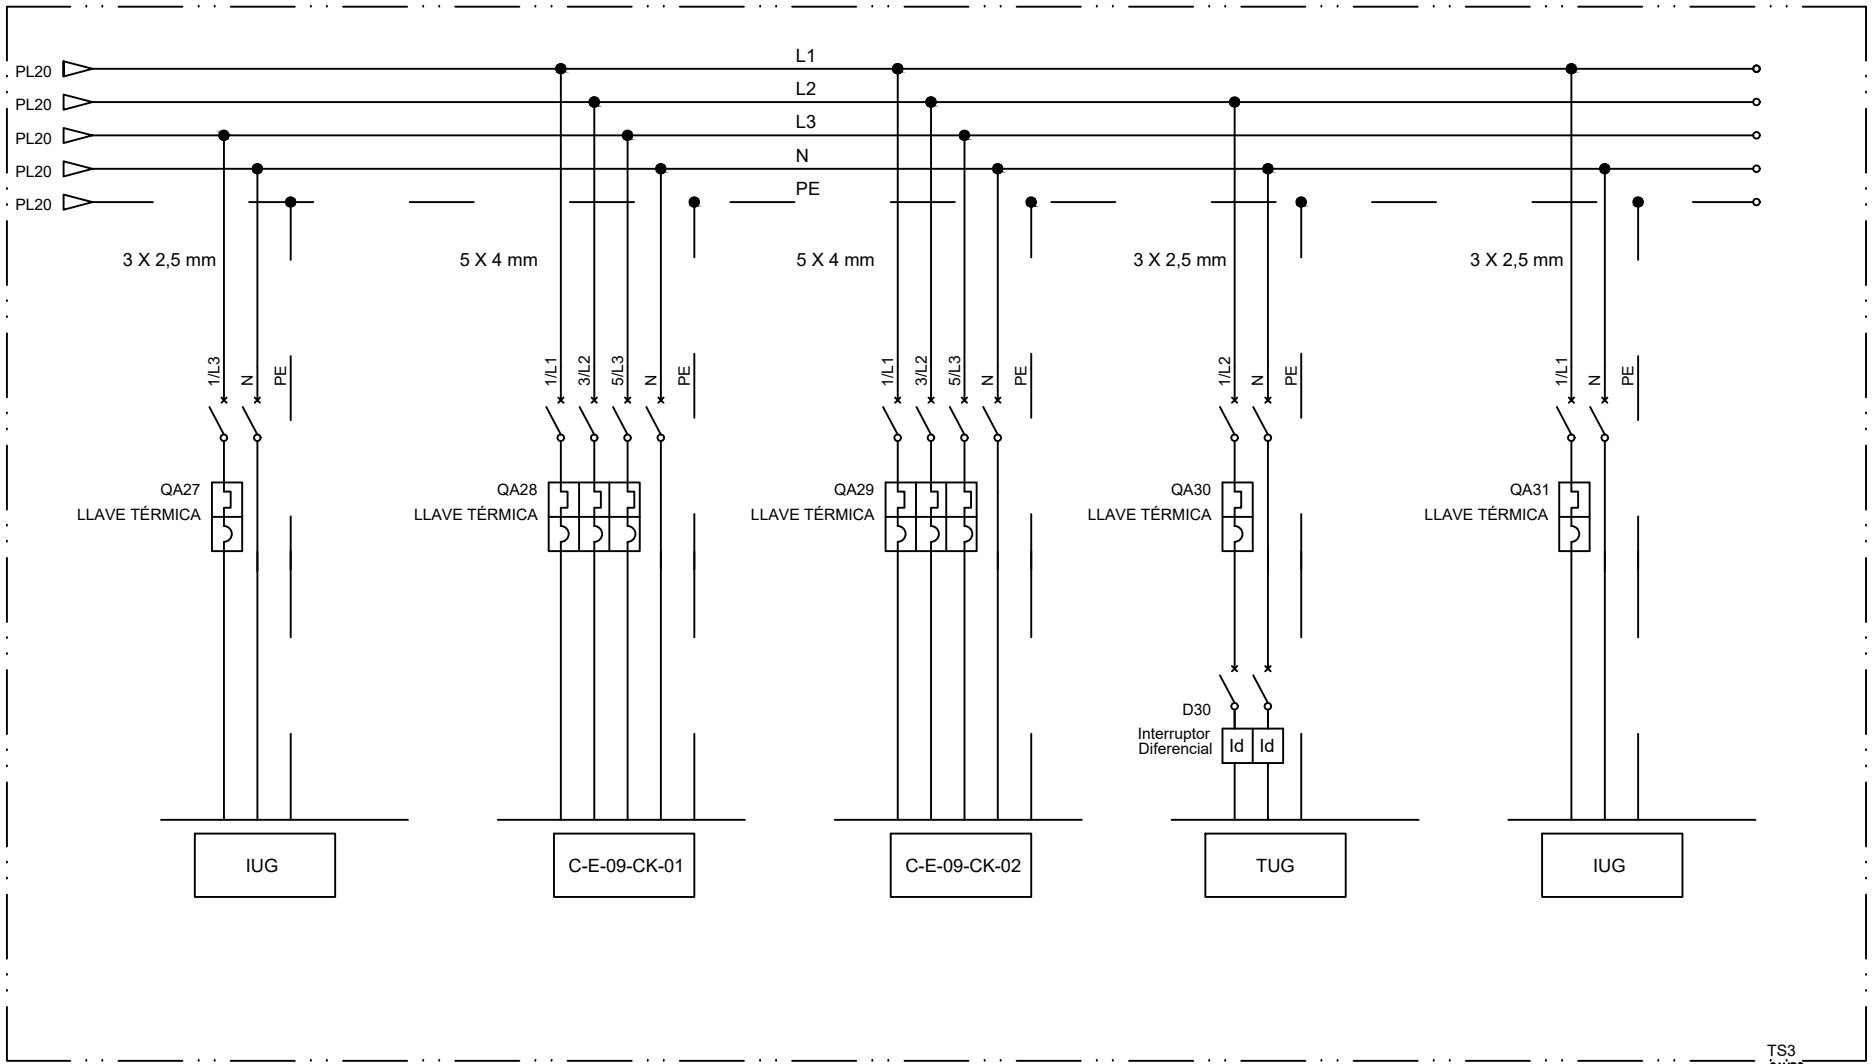 L1
PL20
L2
PL20
L3
PL20
N
PL20
PE
PL20
3 X 2,5 mm
5 X 4 mm
5 X 4 mm
3 X 2,5 mm
3 X 2,5 mm
1/L3
N
PE
1/L1
3/L2
5/L3
N
PE
1/L1
3/L2
5/L3
N
PE
1/L2
N
PE
1/L1
N
PE
QA27
LLAVE TÉRMICA
QA28
LLAVE TÉRMICA
QA29
LLAVE TÉRMICA
QA30
LLAVE TÉRMICA
QA31
LLAVE TÉRMICA
D30
Interruptor
Diferencial
Id
Id
IUG
C-E-09-CK-01
C-E-09-CK-02
TUG
IUG
TS3